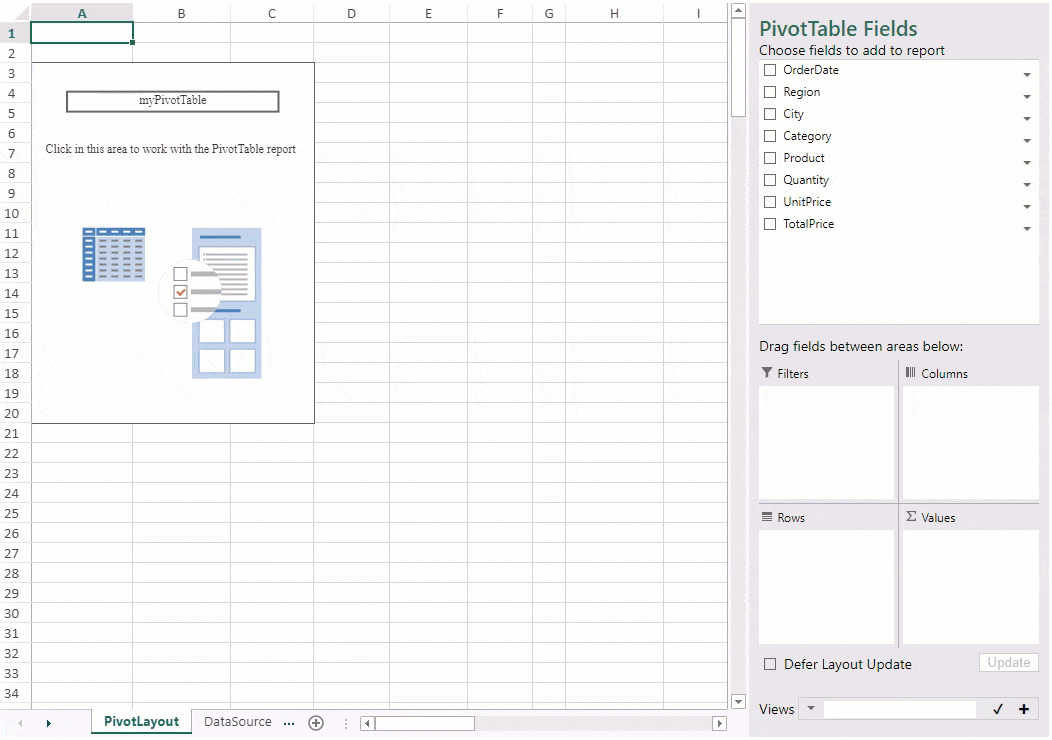 A B C D E F G H I
1
2
3
4
5
6
7
8
9
10
11
12
13
14
15
16
17
18
19
20
21
22
23
24
25
26
27
28
29
30
31
32
33
34
myPivotTable
Click in this area to work with the PivotTable report
PivotLayout DataSource ...
PivotTable Fields
Choose fields to add to report
OrderDate
Region
City
Category
Product
Quantity
UnitPrice
TotalPrice
Drag fields between areas below:
Filters
Columns
Rows
Σ Values
Defer Layout Update
Update
Views